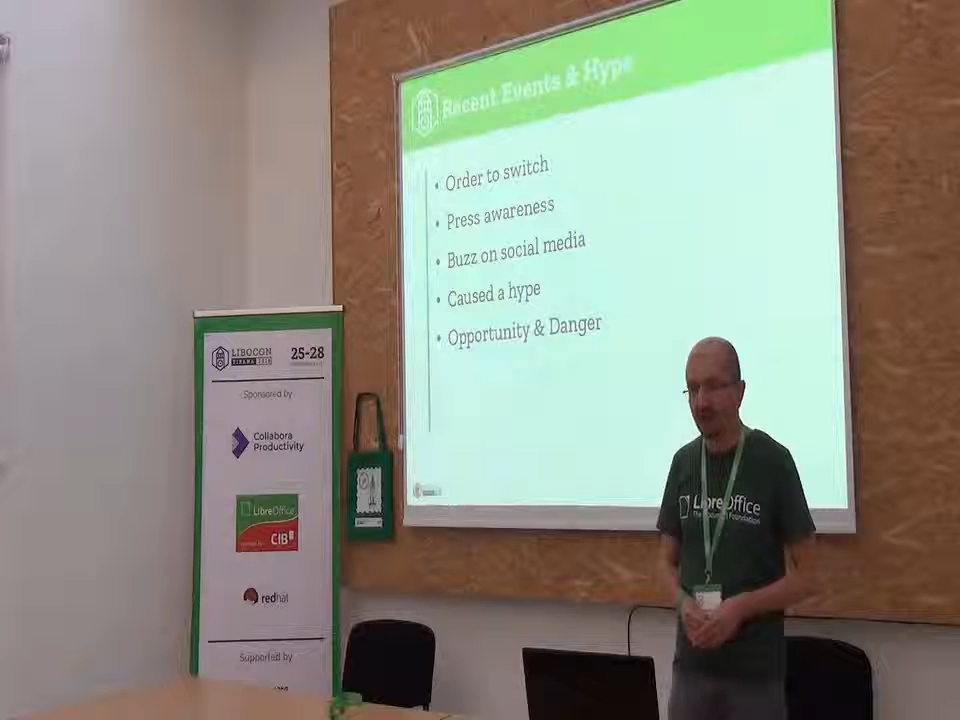 Recent Events & Hype
• Order to switch
• Press awareness
• Buzz on social media
• Caused a hype
• Opportunity & Danger
LIBOCON
25-28
Sponsored by
Collabora
Productivity
LibreOffice
CIB
redhat
Supported by
LibreOffice
The Document Foundation